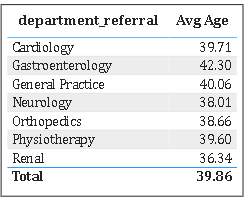 department_referral Avg Age
Cardiology 39.71
Gastroenterology 42.30
General Practice 40.06
Neurology 38.01
Orthopedics 38.66
Physiotherapy 39.60
Renal 36.34
Total 39.86